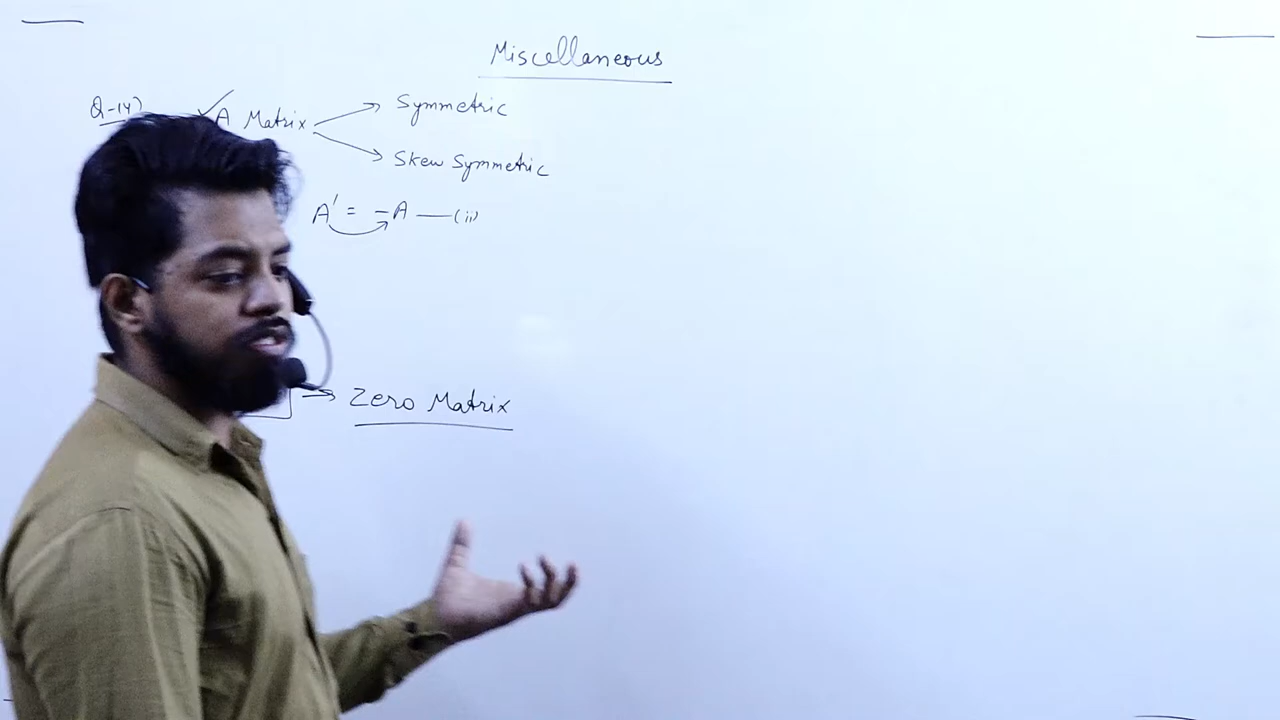 Miscellaneous
Q-14) A Matrix
Symmetric
Skew Symmetric
A' = -A —(ii)
Zero Matrix